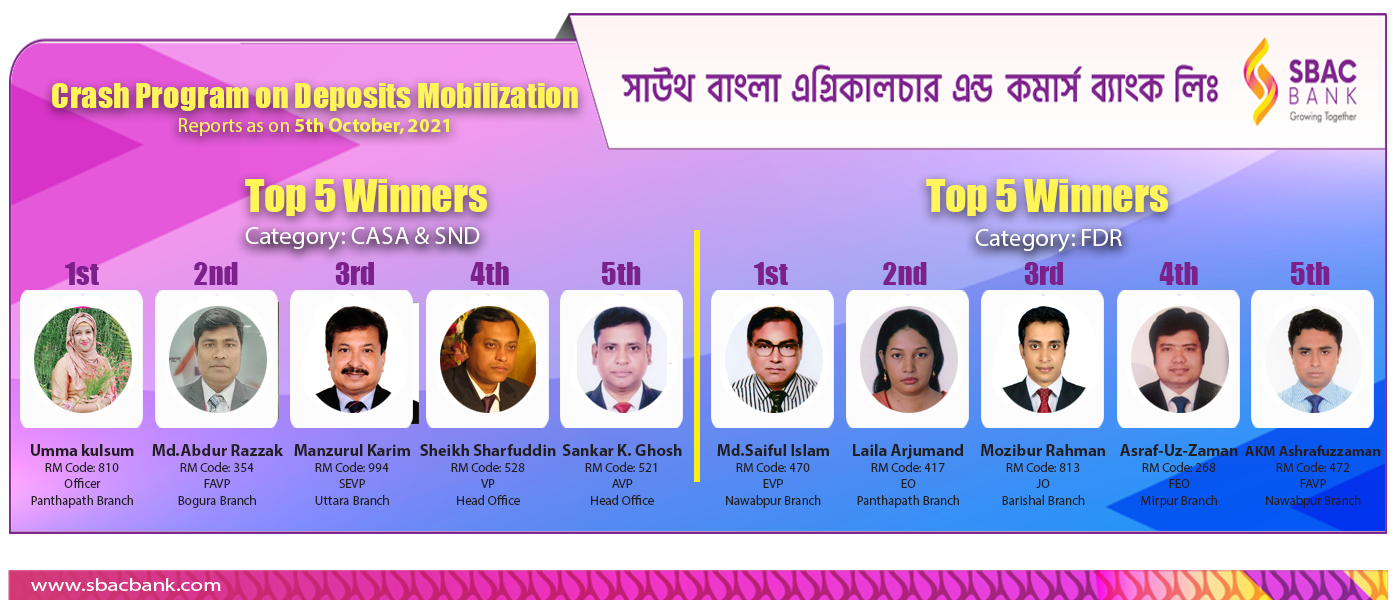 Crash Program on Deposits Mobilization
Reports as on 5th October, 2021
সাউথ বাংলা এগ্রিকালচার এন্ড কমার্স ব্যাংক লিঃ
SBAC
BANK
Growing Together
Top 5 Winners
Category: CASA & SND
1st 2nd 3rd 4th 5th
Umma kulsum Md.Abdur Razzak Manzurul Karim Sheikh Sharfuddin Sankar K. Ghosh
RM Code: 810 RM Code: 354 RM Code: 994 RM Code: 528 RM Code: 521
Officer FAVP SEVP VP AVP
Panthapath Branch Bogura Branch Uttara Branch Head Office Head Office
Top 5 Winners
Category: FDR
1st 2nd 3rd 4th 5th
Md.Saiful Islam Laila Arjumand Mozibur Rahman Asraf-Uz-Zaman AKM Ashrafuzzaman
RM Code: 470 RM Code: 417 RM Code: 813 RM Code: 268 RM Code: 472
EVP EO JO FEO FAVP
Nawabpur Branch Panthapath Branch Barishal Branch Mirpur Branch Nawabpur Branch
www.sbacbank.com